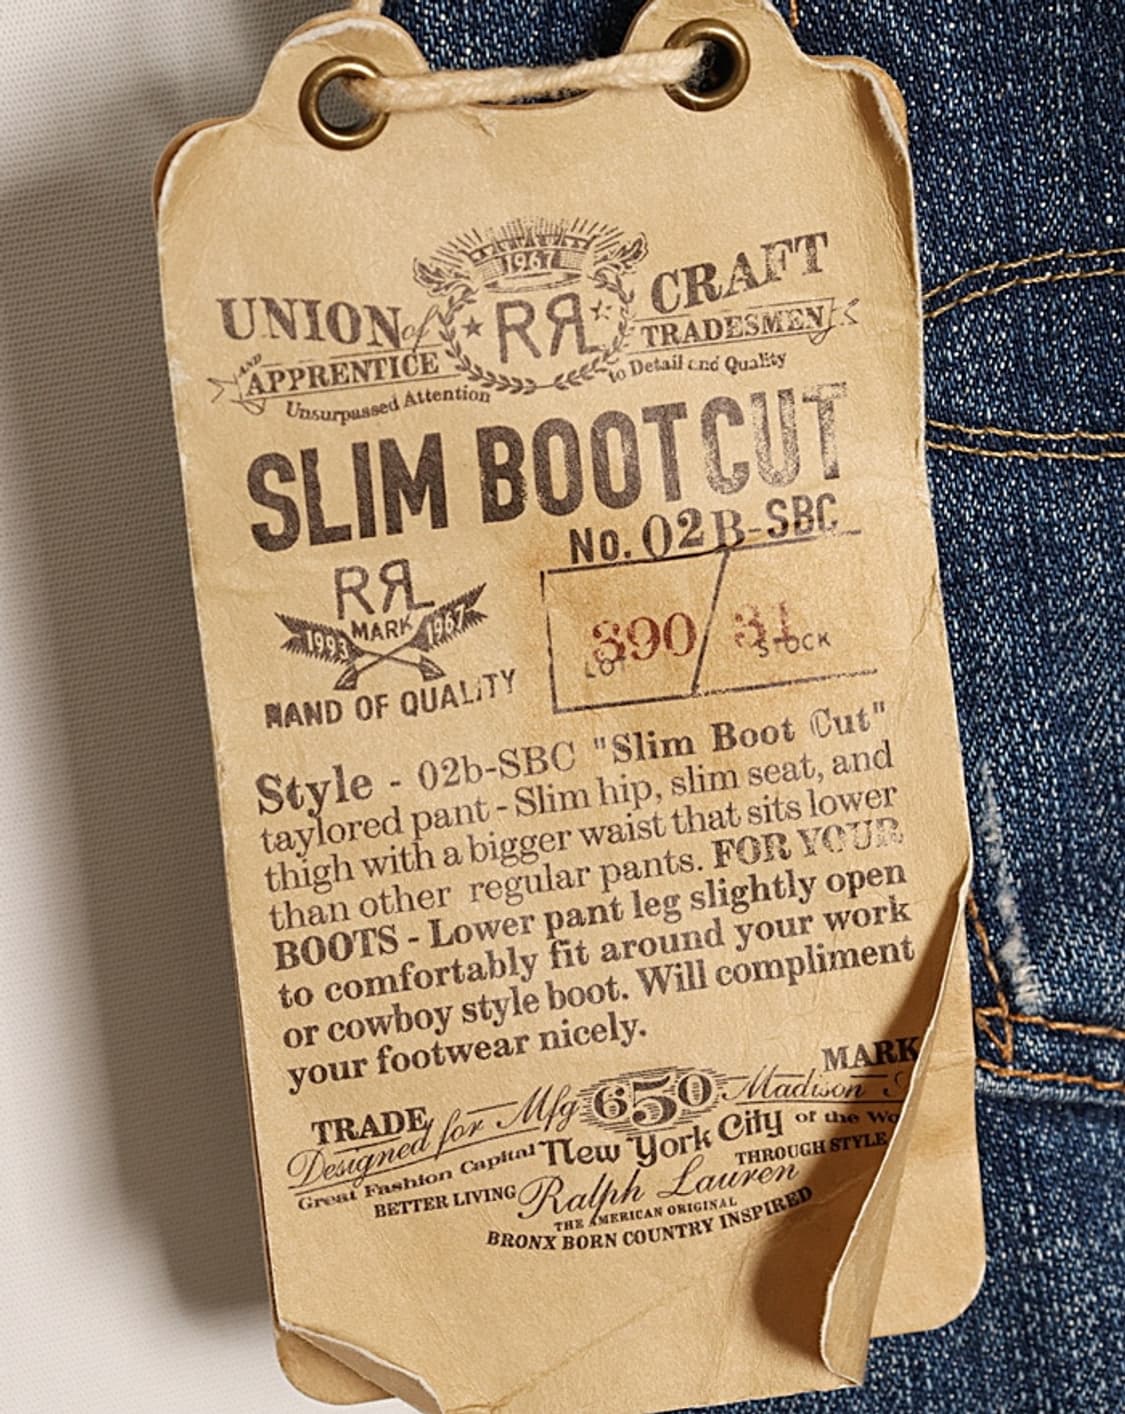 1967
UNION of RRL CRAFT
AND APPRENTICE TRADESMEN
Unsurpassed Attention to Detail and Quality
SLIM BOOTCUT
No. 02B-SBC
RRL
1993 MARK 1967
HAND OF QUALITY
390 31
LOT STOCK
Style - 02b-SBC "Slim Boot Cut"
taylored pant - Slim hip, slim seat, and
thigh with a bigger waist that sits lower
than other regular pants. FOR YOUR
BOOTS - Lower pant leg slightly open
to comfortably fit around your work
or cowboy style boot. Will compliment
your footwear nicely.
TRADE MARK
Designed for Mfg 650 Madison
Great Fashion Capital New York City of the
BETTER LIVING THROUGH STYLE
Ralph Lauren
THE AMERICAN ORIGINAL
BRONX BORN COUNTRY INSPIRED